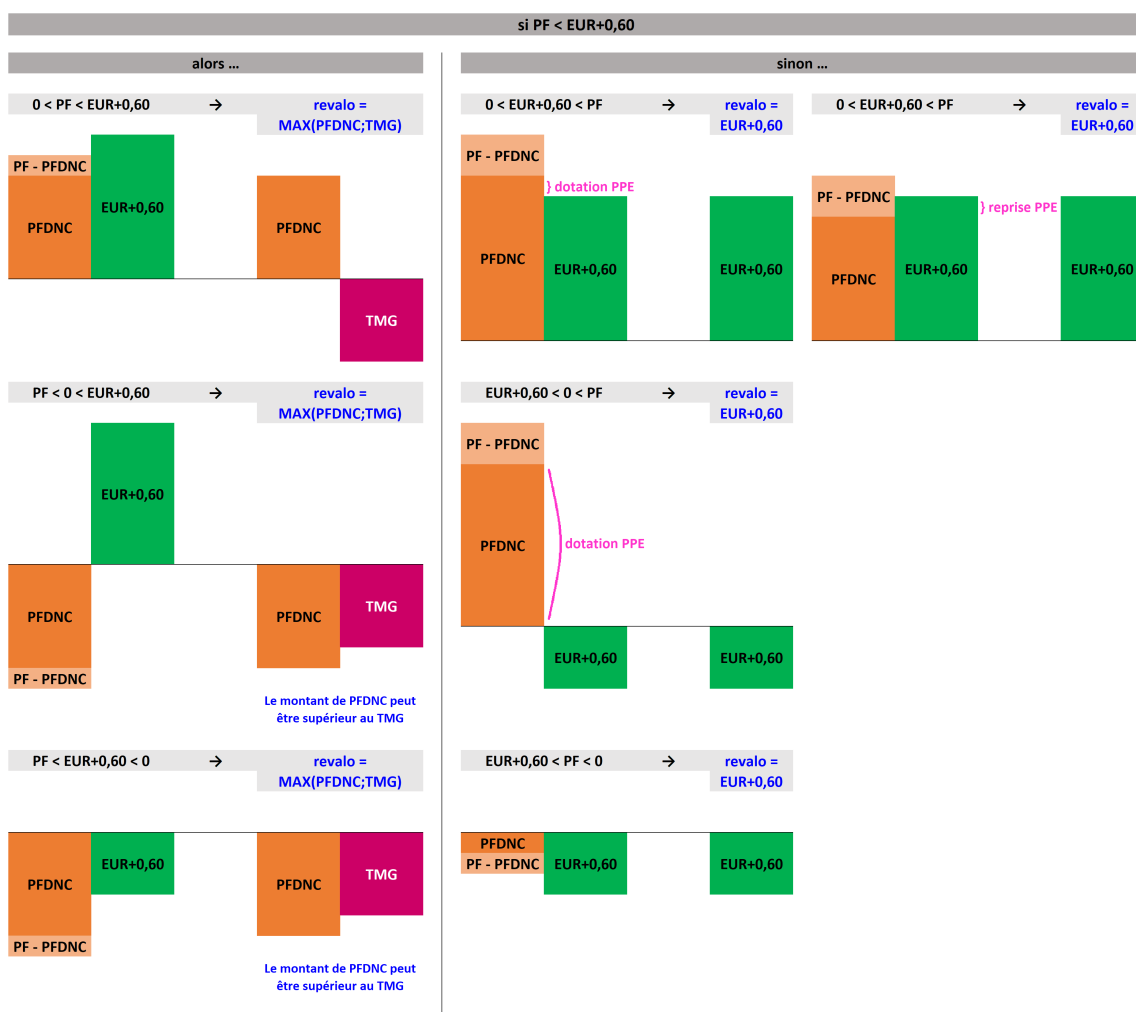 si PF < EUR+0,60
alors ...
0 < PF < EUR+0,60 → revalo =
MAX(PFDNC;TMG)
PF - PFDNC
EUR+0,60
PFDNC
PFDNC
TMG
PF < 0 < EUR+0,60 → revalo =
MAX(PFDNC;TMG)
EUR+0,60
PFDNC
PFDNC
TMG
PF - PFDNC
Le montant de PFDNC peut
être supérieur au TMG
PF < EUR+0,60 < 0 → revalo =
MAX(PFDNC;TMG)
EUR+0,60
PFDNC
PFDNC
TMG
PF - PFDNC
Le montant de PFDNC peut
être supérieur au TMG
sinon ...
0 < EUR+0,60 < PF → revalo =
EUR+0,60
PF - PFDNC
} dotation PPE
PFDNC
EUR+0,60
EUR+0,60
0 < EUR+0,60 < PF → revalo =
EUR+0,60
PF - PFDNC
} reprise PPE
PFDNC
EUR+0,60
EUR+0,60
EUR+0,60 < 0 < PF → revalo =
EUR+0,60
PF - PFDNC
PFDNC
dotation PPE
EUR+0,60
EUR+0,60
EUR+0,60 < PF < 0 → revalo =
EUR+0,60
PFDNC
PF - PFDNC
EUR+0,60
EUR+0,60